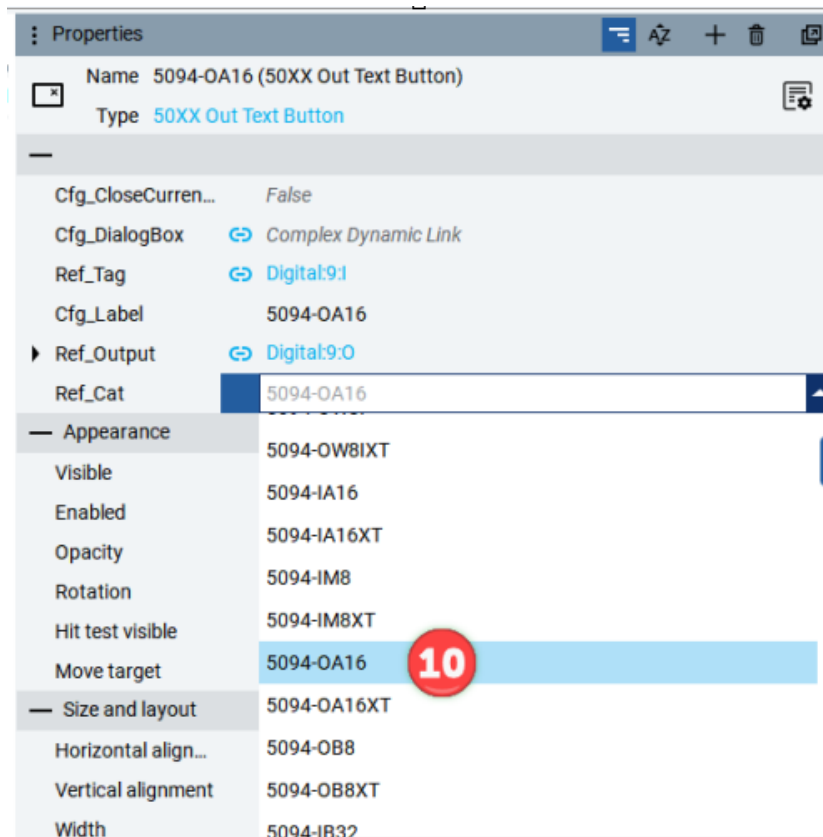 Properties
AZ
Name 5094-OA16 (50XX Out Text Button)
Type 50XX Out Text Button
Cfg_CloseCurren... False
Cfg_DialogBox Complex Dynamic Link
Ref_Tag Digital:9:I
Cfg_Label 5094-OA16
Ref_Output Digital:9:O
Ref_Cat 5094-OA16
Appearance
5094-OW8IXT
Visible
5094-IA16
Enabled
5094-IA16XT
Opacity
5094-IM8
Rotation
5094-IM8XT
Hit test visible
5094-OA16 10
Move target
5094-OA16XT
Size and layout
5094-OB8
Horizontal align...
5094-OB8XT
Vertical alignment
5094-IB32
Width